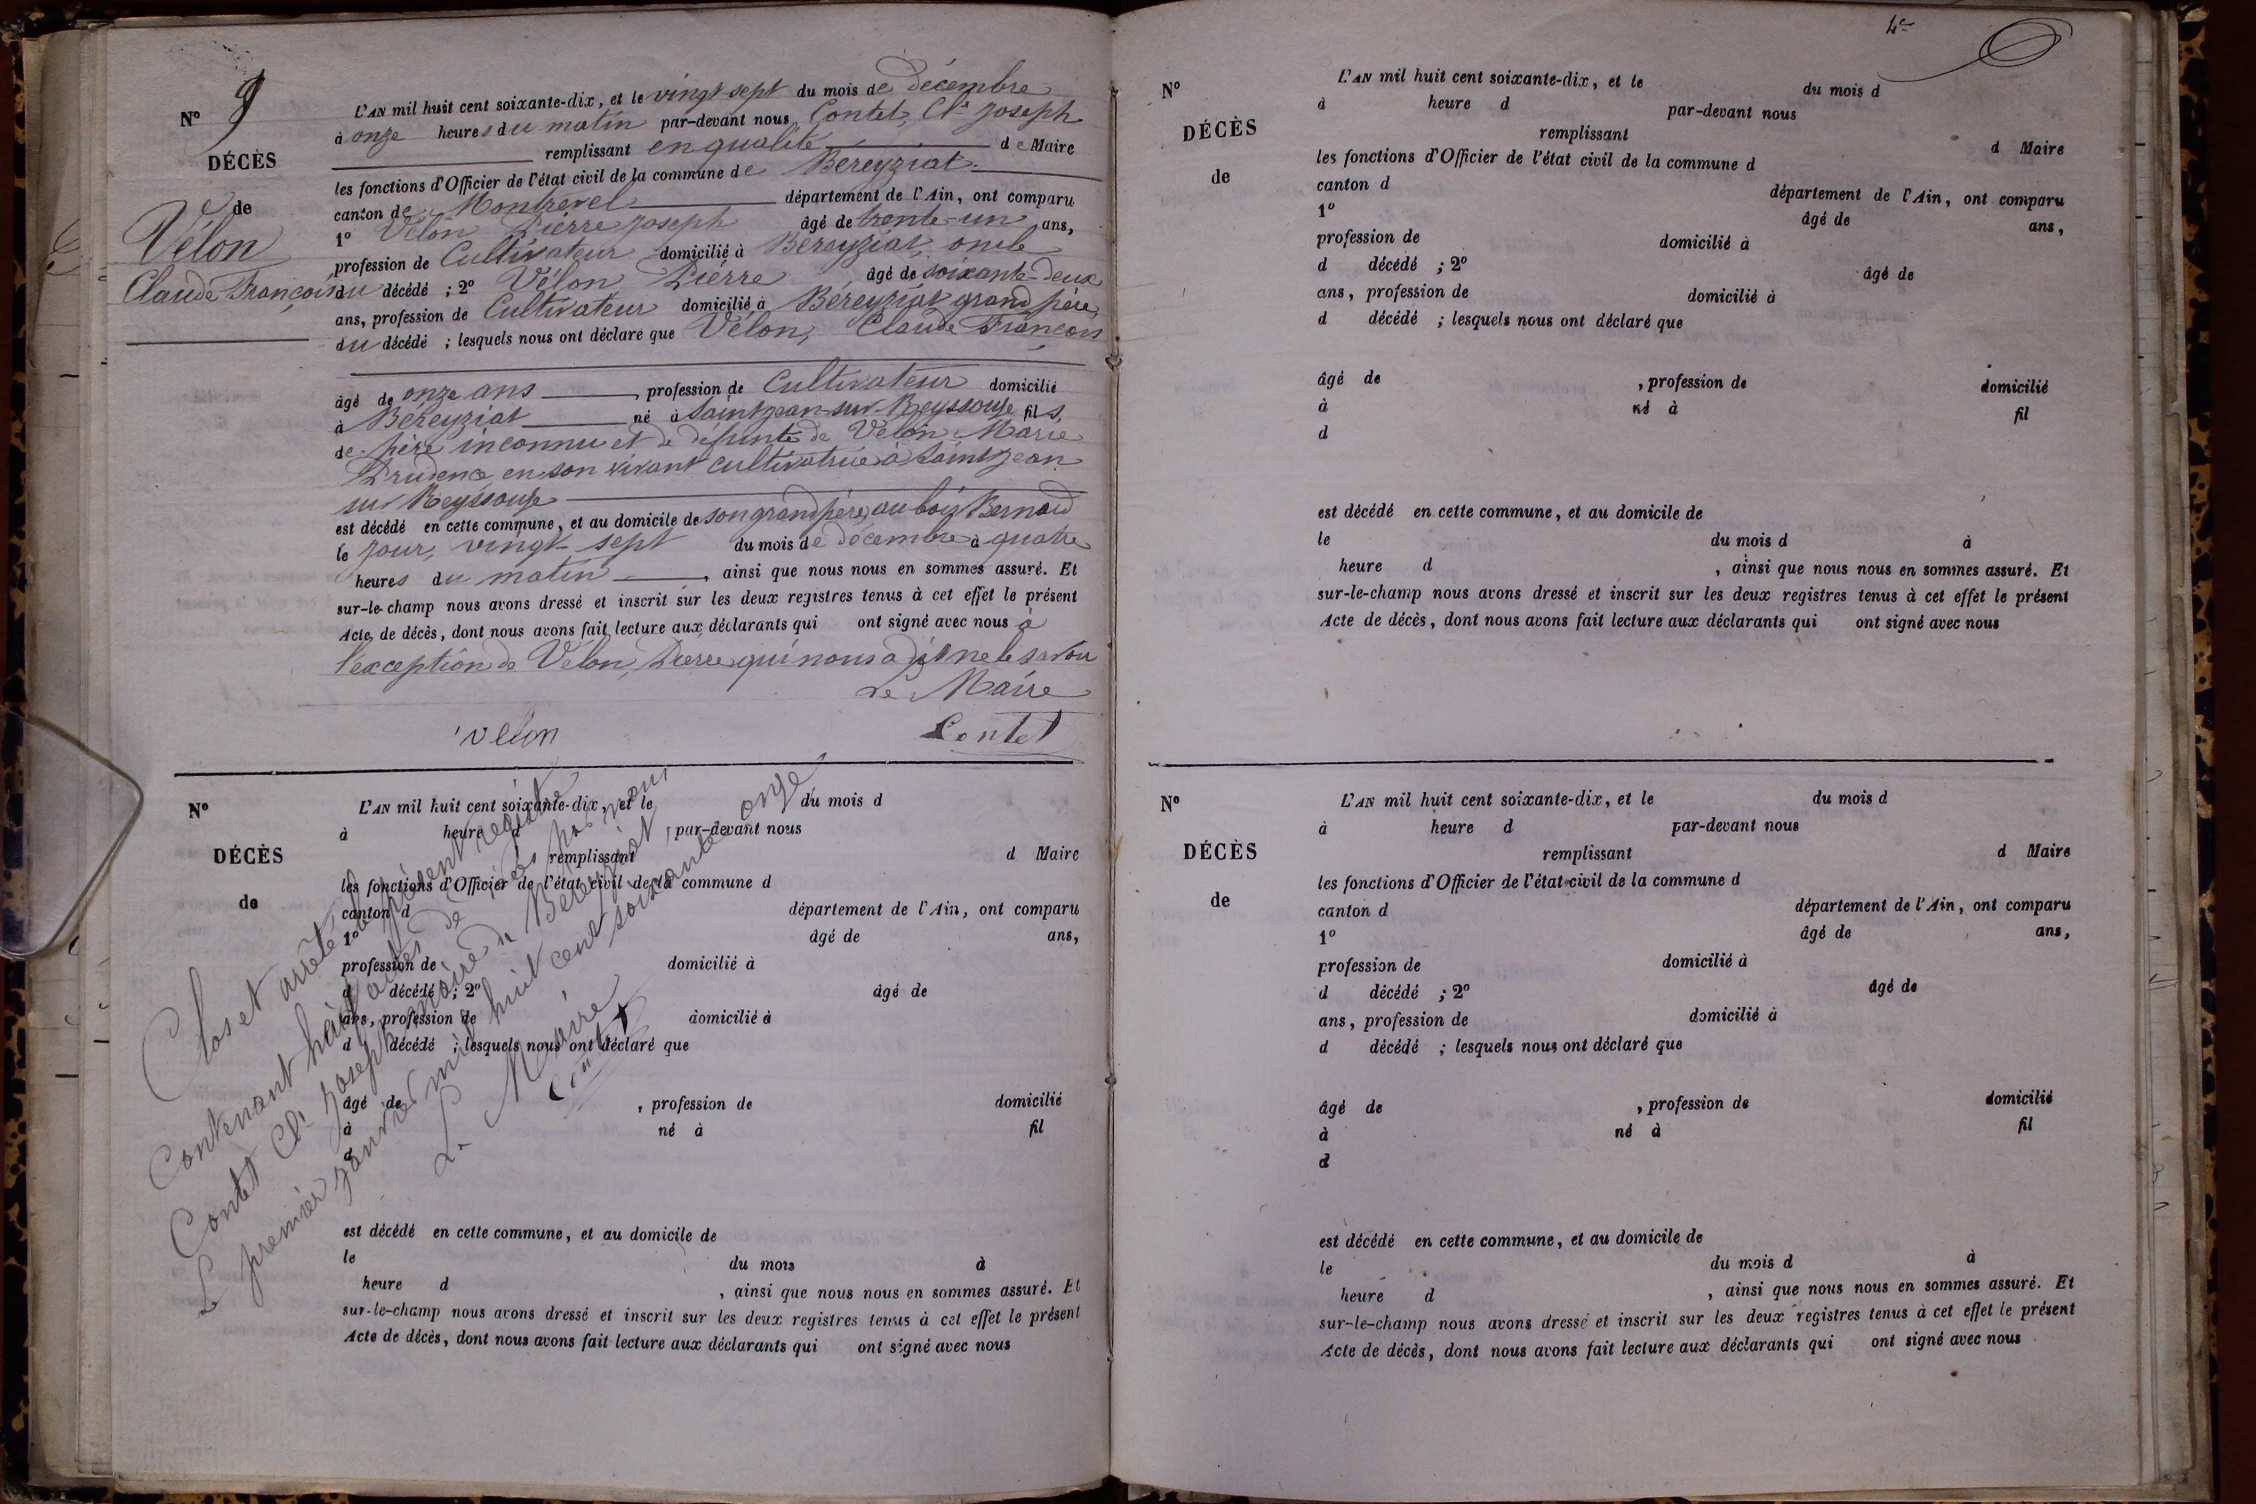 Nº 9
DÉCÈS
de
Vélon
Claude François
L'AN mil huit cent soixante-dix, et le vingt sept du mois de décembre
à onze heures du matin par-devant nous Contet, Cl. Joseph
remplissant en qualité de Maire
les fonctions d'Officier de l'état civil de la commune de Béreyziat
canton de Montrevel département de l'Ain, ont comparu
1º Vélon Pierre Joseph âgé de trente-un ans,
profession de Cultivateur domicilié à Béreyziat, oncle
du décédé ; 2º Vélon Pierre âgé de soixante-deux
ans, profession de Cultivateur domicilié à Béreyziat grand père
du décédé ; lesquels nous ont déclaré que Vélon, Claude François
âgé de onze ans, profession de Cultivateur domicilié
à Béreyziat né à Saint Jean-sur-Reyssouze fils
de père inconnu et de défunte de Vélon Marie
Prudence en son vivant cultivatrice à Saint Jean
sur Reyssouze
est décédé en cette commune, et au domicile de son grand père, au bois Bernard
le jour, vingt-sept du mois de décembre à quatre
heures du matin, ainsi que nous nous en sommes assuré. Et
sur-le-champ nous avons dressé et inscrit sur les deux registres tenus à cet effet le présent
Acte de décès, dont nous avons fait lecture aux déclarants qui ont signé avec nous à
l'exception de Vélon, Pierre qui nous a dit ne le savoir
Le Maire
velon Contet
Nº
DÉCÈS
de
L'AN mil huit cent soixante-dix, et le du mois d
à heure d par-devant nous
remplissant d Maire
les fonctions d'Officier de l'état civil de la commune d
canton d département de l'Ain, ont comparu
1º âgé de ans,
profession de domicilié à
d décédé ; 2º âgé de
ans, profession de domicilié à
d décédé ; lesquels nous ont déclaré que
âgé de , profession de domicilié
à né à fil
d
est décédé en cette commune, et au domicile de
le du mois à
heure d , ainsi que nous nous en sommes assuré. Et
sur-le-champ nous avons dressé et inscrit sur les deux registres tenus à cet effet le présent
Acte de décès, dont nous avons fait lecture aux déclarants qui ont signé avec nous
Clos et arrêté le présent registre
Contenant huit actes de décès par nous,
Contet Cl. Joseph maire de Béreyziat
Le premier janvier mil huit cent soixante onze
Le Maire
Contet
Nº
DÉCÈS
de
L'AN mil huit cent soixante-dix, et le du mois d
à heure d par-devant nous
remplissant d Maire
les fonctions d'Officier de l'état civil de la commune d
canton d département de l'Ain, ont comparu
1º âgé de ans,
profession de domicilié à
d décédé ; 2º âgé de
ans, profession de domicilié à
d décédé ; lesquels nous ont déclaré que
âgé de , profession de domicilié
à né à fil
d
est décédé en cette commune, et au domicile de
le du mois d à
heure d , ainsi que nous nous en sommes assuré. Et
sur-le-champ nous avons dressé et inscrit sur les deux registres tenus à cet effet le présent
Acte de décès, dont nous avons fait lecture aux déclarants qui ont signé avec nous
Nº
DÉCÈS
de
L'AN mil huit cent soixante-dix, et le du mois d
à heure d par-devant nous
remplissant d Maire
les fonctions d'Officier de l'état civil de la commune d
canton d département de l'Ain, ont comparu
1º âgé de ans,
profession de domicilié à
d décédé ; 2º âgé de
ans, profession de domicilié à
d décédé ; lesquels nous ont déclaré que
âgé de , profession de domicilié
à né à fil
d
est décédé en cette commune, et au domicile de
le du mois d à
heure d , ainsi que nous nous en sommes assuré. Et
sur-le-champ nous avons dressé et inscrit sur les deux registres tenus à cet effet le présent
Acte de décès, dont nous avons fait lecture aux déclarants qui ont signé avec nous